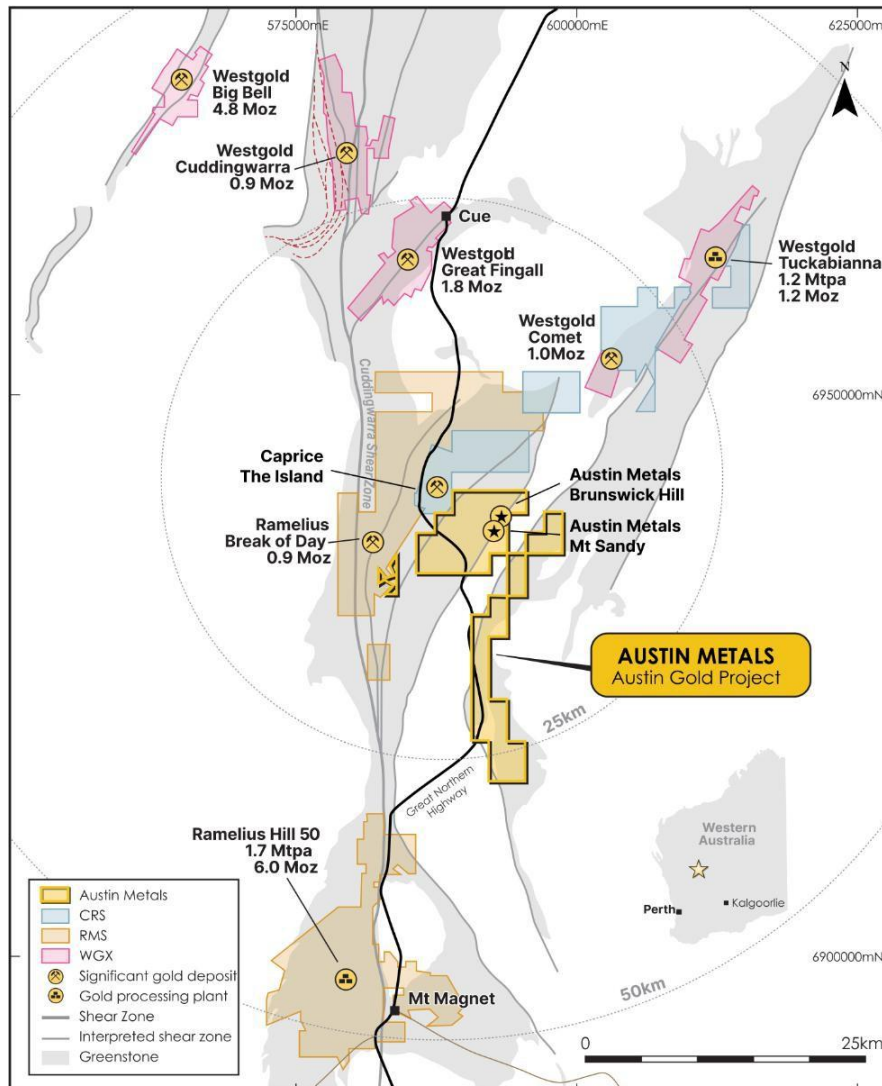 575000mE
600000mE
625000mE
N
Westgold
Big Bell
4.8 Moz
Westgold
Cuddingwarra
0.9 Moz
Cue
Westgold
Great Fingall
1.8 Moz
Westgold
Tuckabianna
1.2 Mtpa
1.2 Moz
Westgold
Comet
1.0Moz
Cuddingwarra Shear Zone
6950000mN
Caprice
The Island
Austin Metals
Brunswick Hill
Austin Metals
Mt Sandy
Ramelius
Break of Day
0.9 Moz
AUSTIN METALS
Austin Gold Project
25km
Great Northern
Highway
Ramelius Hill 50
1.7 Mtpa
6.0 Moz
Western
Australia
Perth
Kalgoorlie
Austin Metals
CRS
RMS
WGX
Significant gold deposit
Gold processing plant
Shear Zone
Interpreted shear zone
Greenstone
6900000mN
50km
Mt Magnet
0
25km